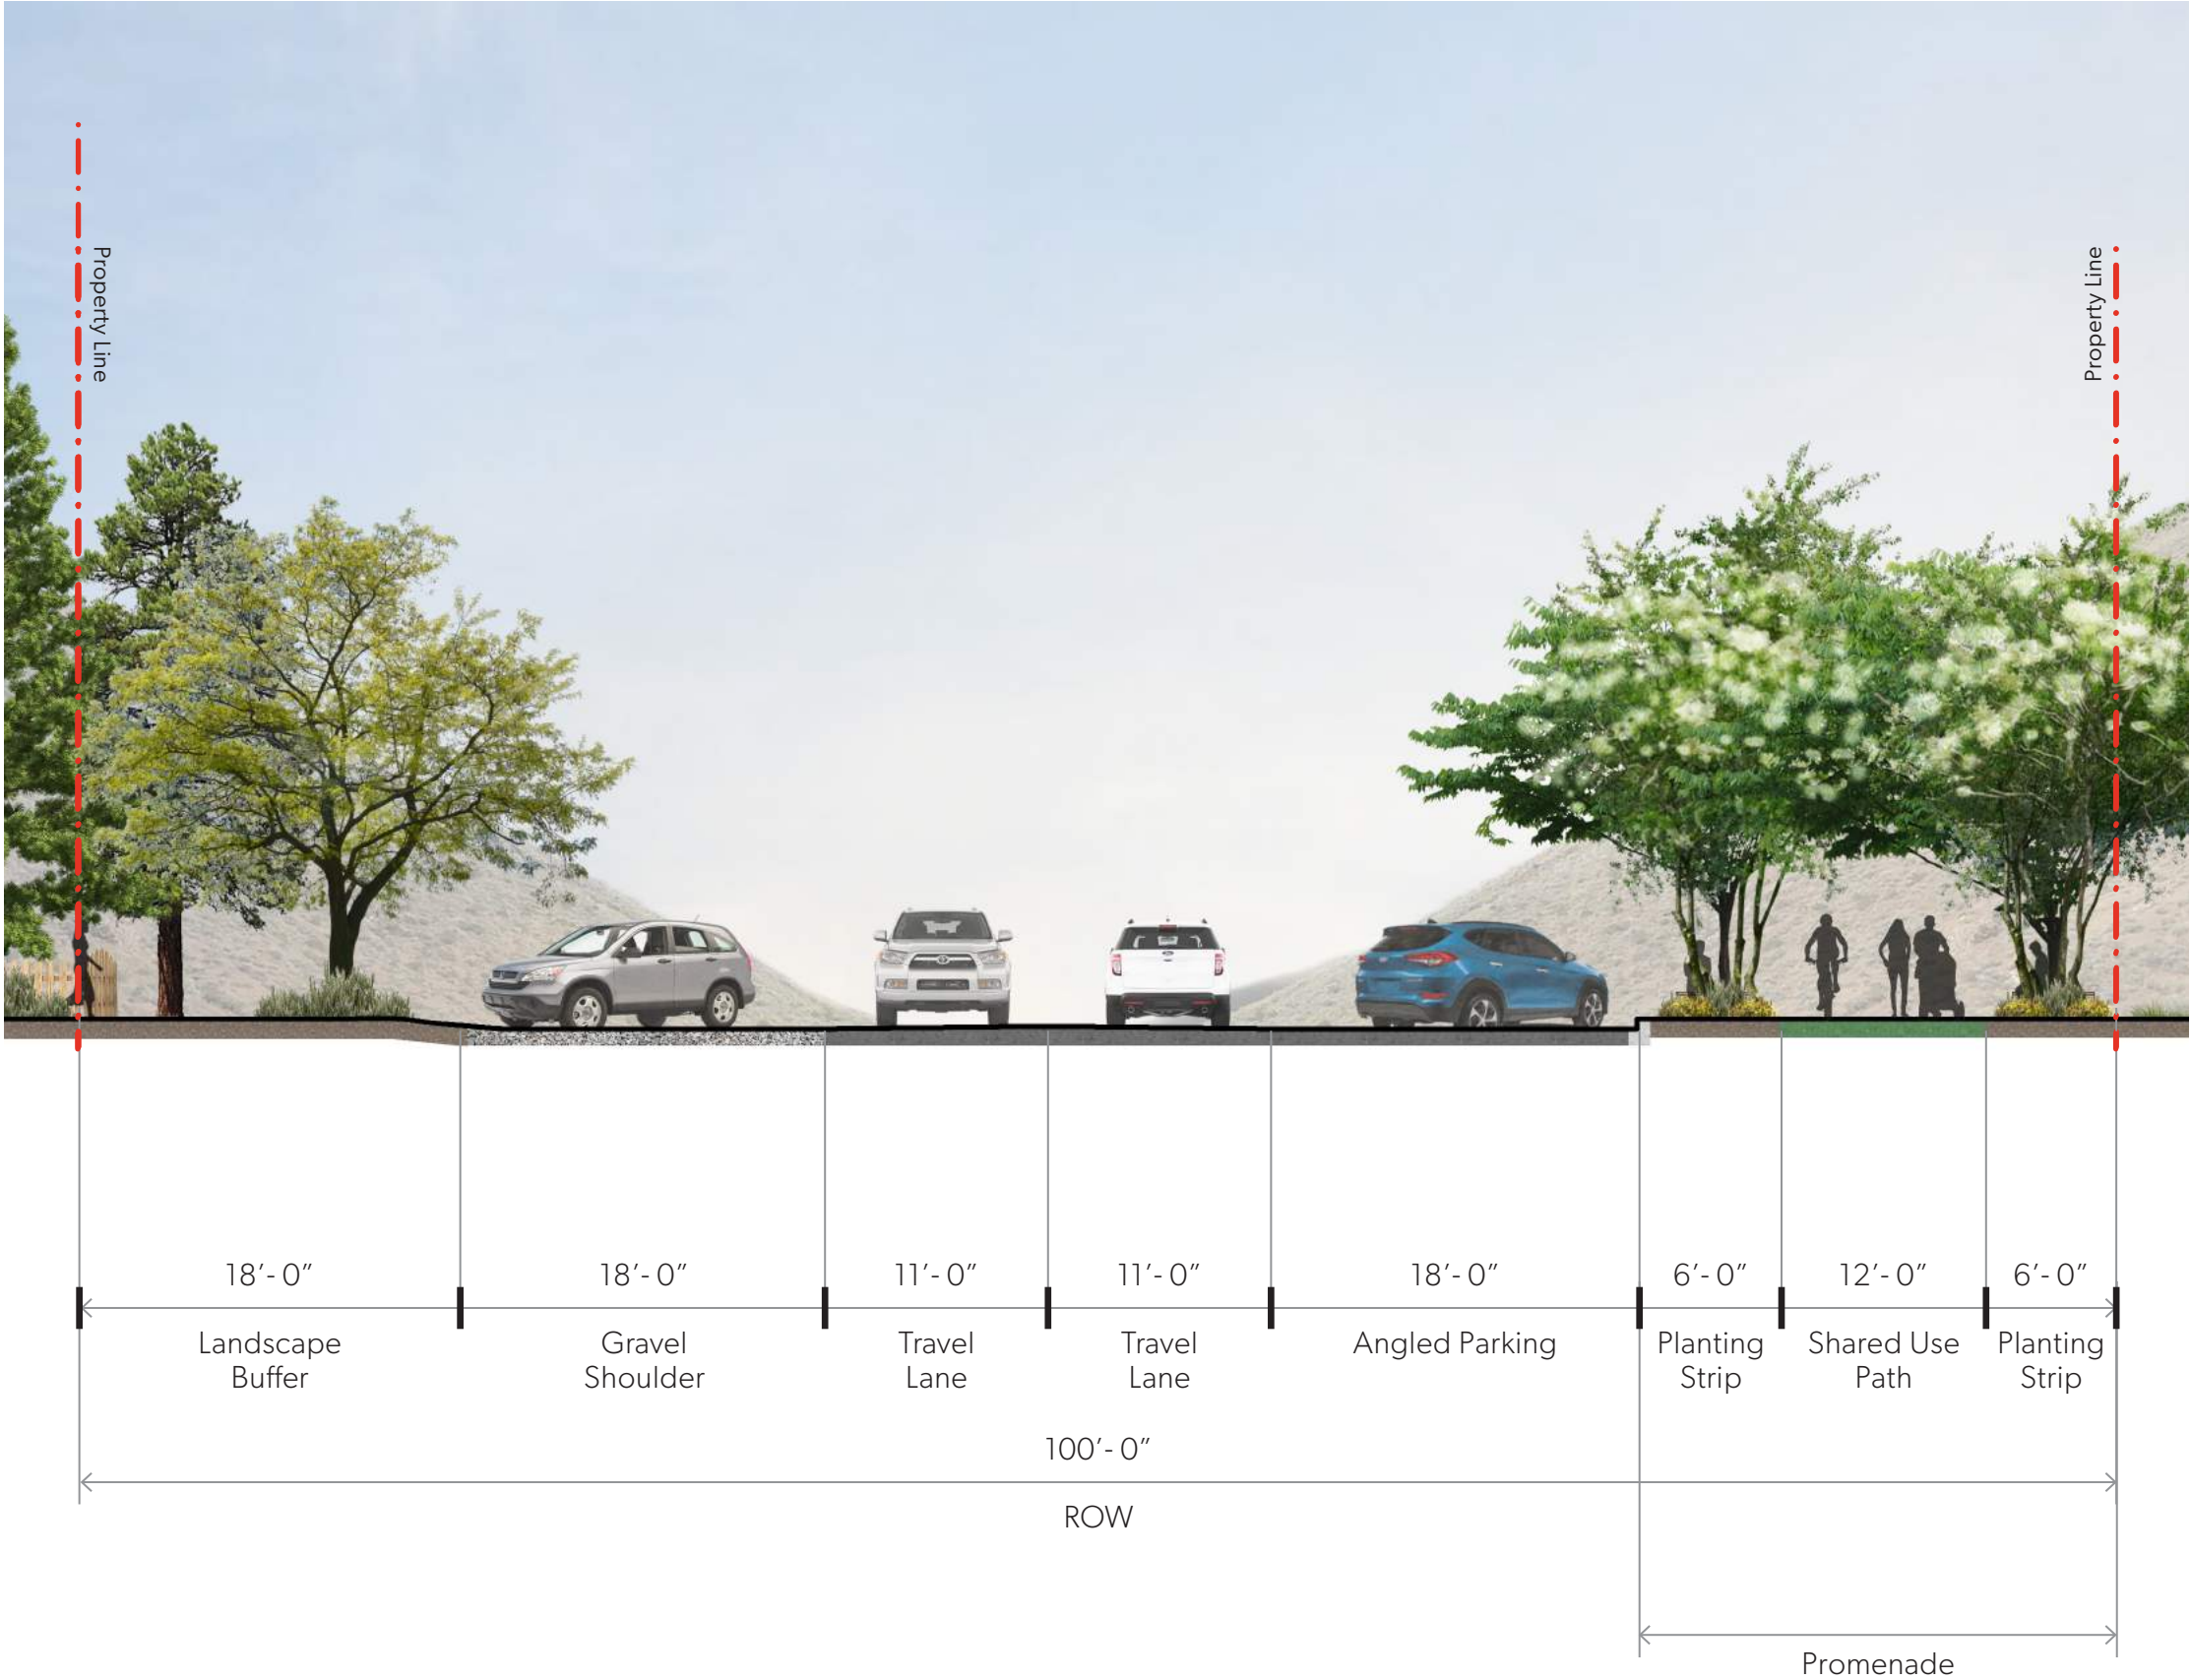 Property Line
Property Line
18'-0"
18'-0"
11'-0"
11'-0"
18'-0"
6'-0"
12'-0"
6'-0"
Landscape
Buffer
Gravel
Shoulder
Travel
Lane
Travel
Lane
Angled Parking
Planting
Strip
Shared Use
Path
Planting
Strip
100'-0"
ROW
Promenade